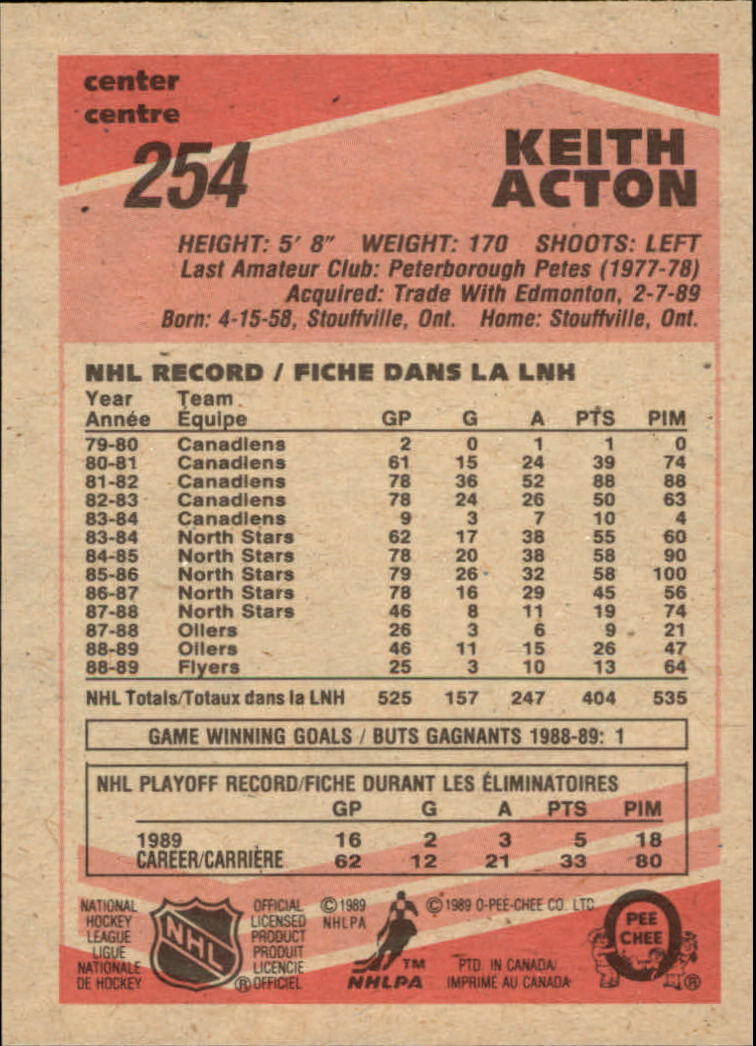 center
centre
254
KEITH
ACTON
HEIGHT: 5' 8" WEIGHT: 170 SHOOTS: LEFT
Last Amateur Club: Peterborough Petes (1977-78)
Acquired: Trade With Edmonton, 2-7-89
Born: 4-15-58, Stouffville, Ont. Home: Stouffville, Ont.
NHL RECORD / FICHE DANS LA LNH
Year Team
Année Équipe GP G A PTS PIM
79-80 Canadiens 2 0 1 1 0
80-81 Canadiens 61 15 24 39 74
81-82 Canadiens 78 36 52 88 88
82-83 Canadiens 78 24 26 50 63
83-84 Canadiens 9 3 7 10 4
83-84 North Stars 62 17 38 55 60
84-85 North Stars 78 20 38 58 90
85-86 North Stars 79 26 32 58 100
86-87 North Stars 78 16 29 45 56
87-88 North Stars 46 8 11 19 74
87-88 Oilers 26 3 6 9 21
88-89 Oilers 46 11 15 26 47
88-89 Flyers 25 3 10 13 64
NHL Totals/Totaux dans la LNH 525 157 247 404 535
GAME WINNING GOALS / BUTS GAGNANTS 1988-89: 1
NHL PLAYOFF RECORD/FICHE DURANT LES ÉLIMINATOIRES
GP G A PTS PIM
1989 16 2 3 5 18
CAREER/CARRIÈRE 62 12 21 33 80
NATIONAL
HOCKEY
LEAGUE
LIGUE
NATIONALE
DE HOCKEY
NHL
OFFICIAL
LICENSED
PRODUCT
PRODUIT
LICENCIE
® OFFICIEL
© 1989
NHLPA
TM
NHLPA
© 1989 O-PEE-CHEE CO. LTD.
PTD. IN CANADA/
IMPRIMÉ AU CANADA
PEE
CHEE
®